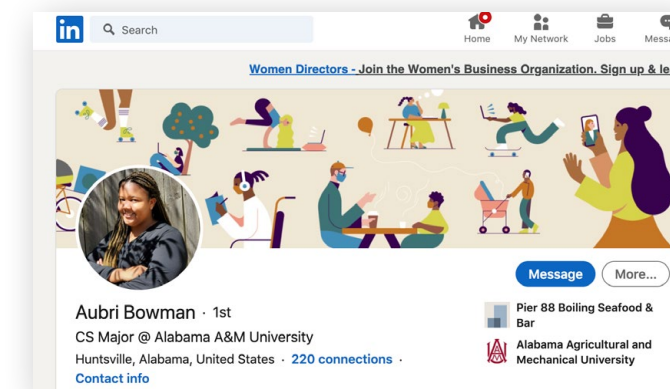 in
Search
Home
My Network
Jobs
Women Directors - Join the Women's Business Organization. Sign up & le
Message
More...
Aubri Bowman · 1st
CS Major @ Alabama A&M University
Huntsville, Alabama, United States · 220 connections ·
Contact info
Pier 88 Boiling Seafood &
Bar
Alabama Agricultural and
Mechanical University